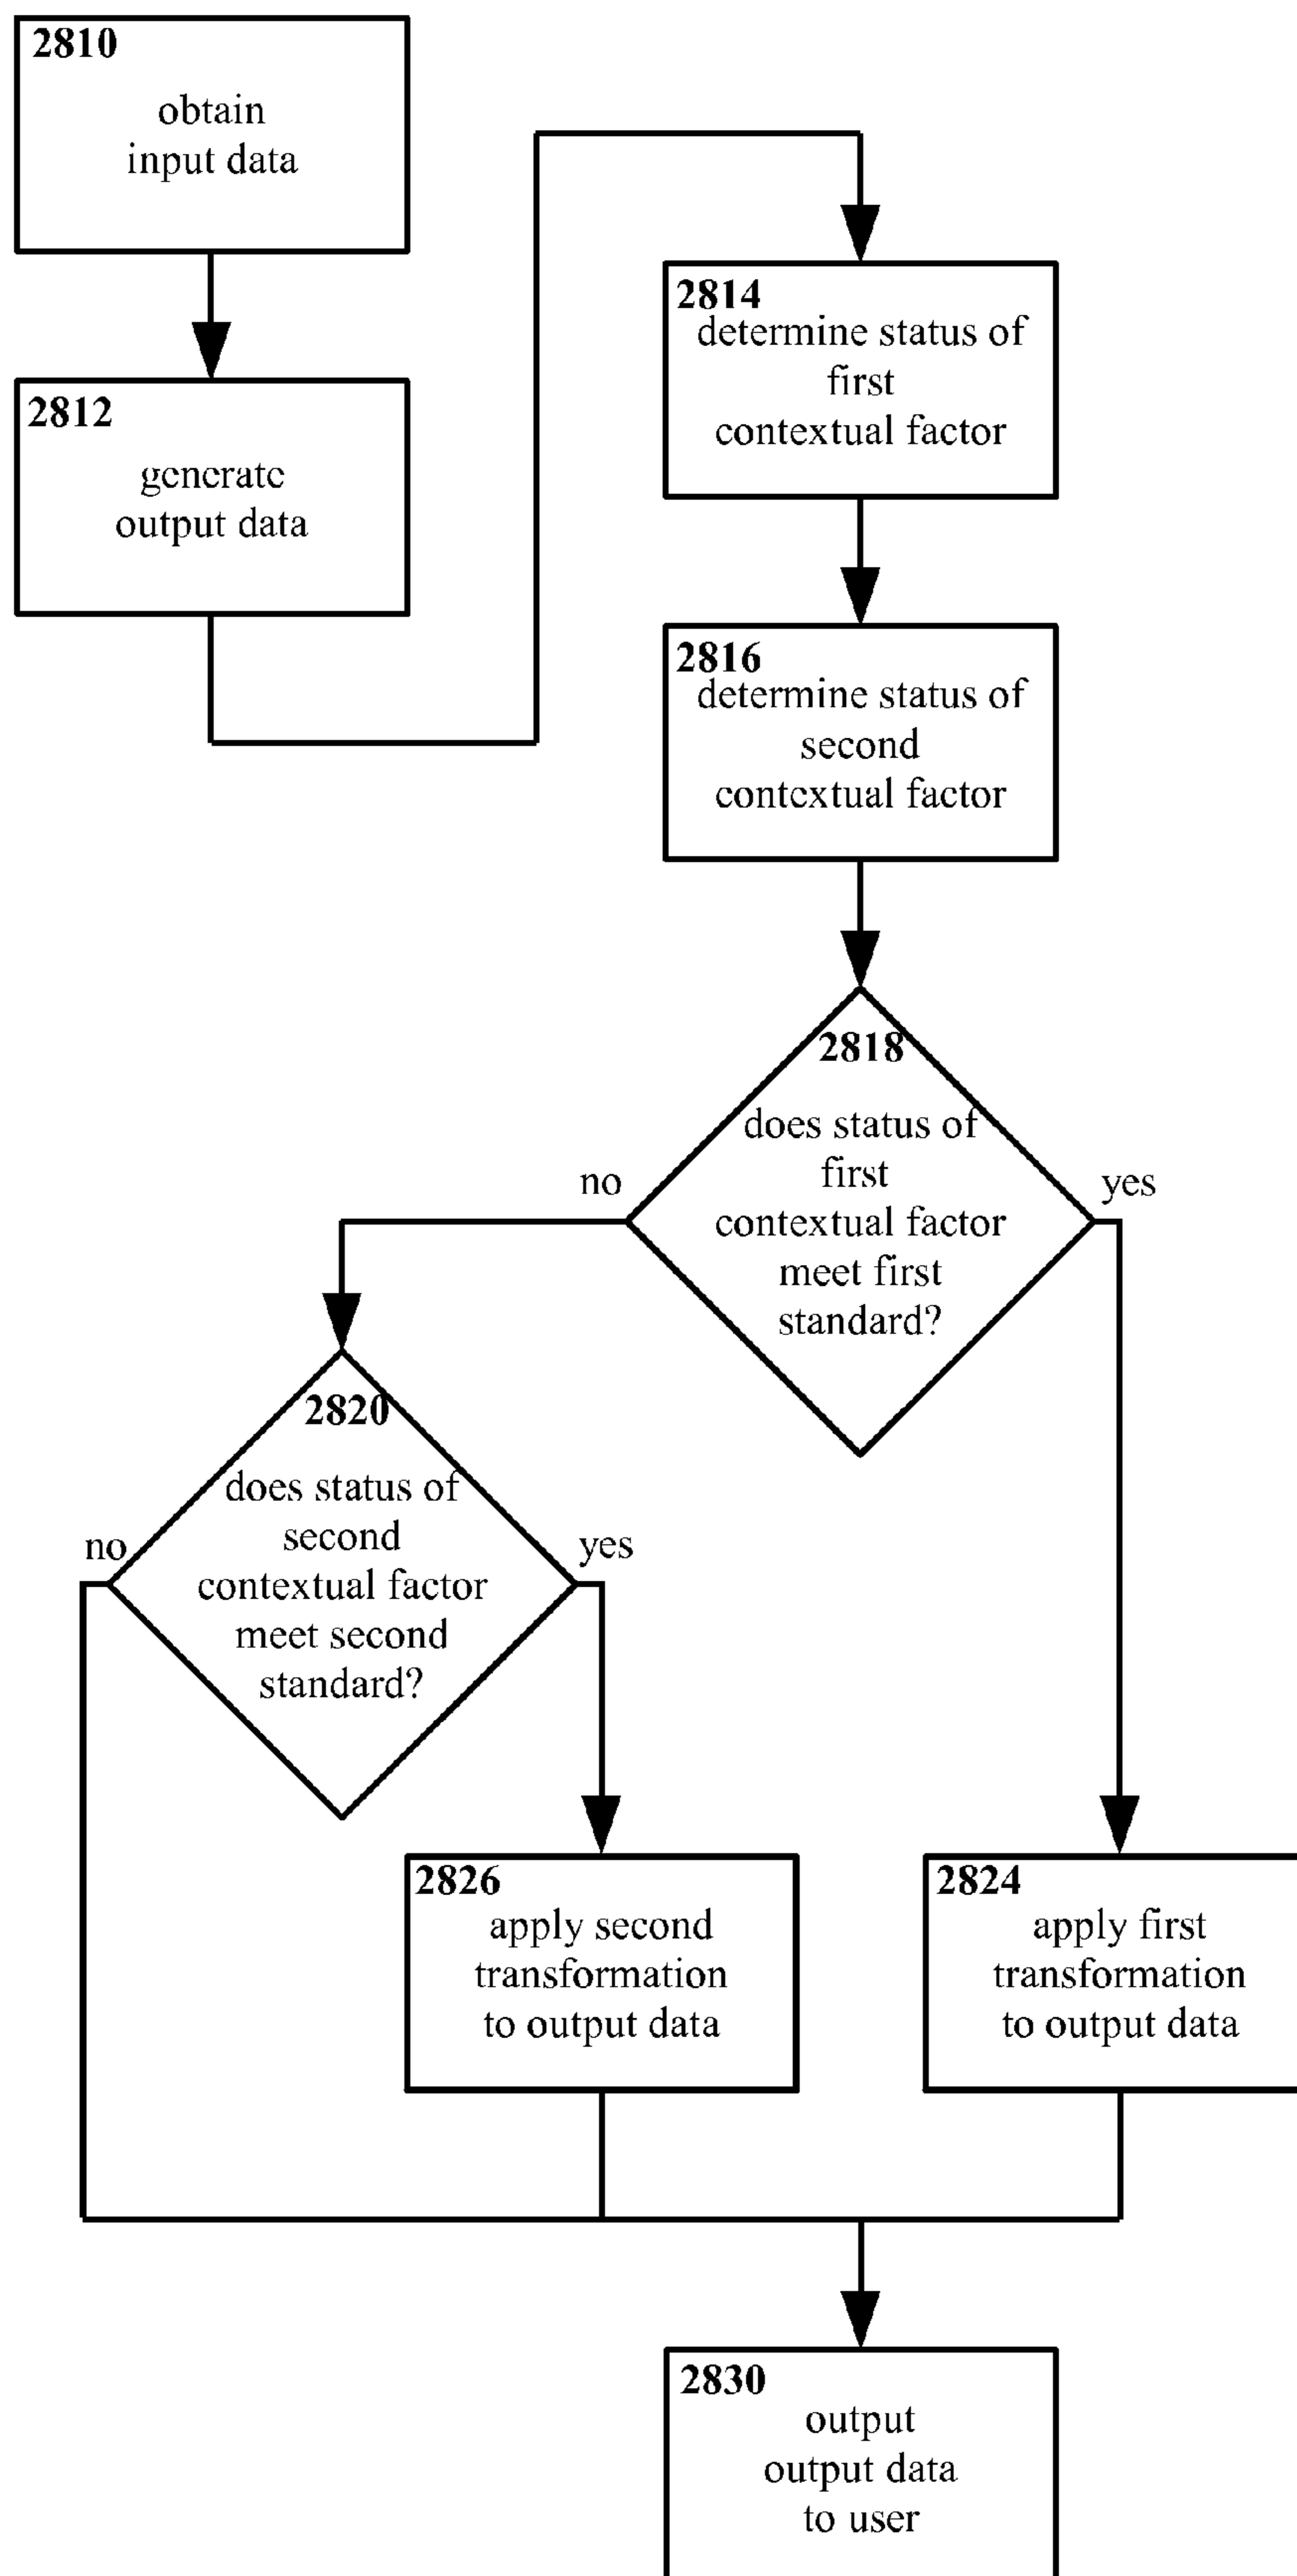 2810
obtain
input data
2812
generate
output data
2814
determine status of
first
contextual factor
2816
determine status of
second
contextual factor
2818
does status of
first
contextual factor
meet first
standard?
no
yes
2820
does status of
second
contextual factor
meet second
standard?
no
yes
2826
apply second
transformation
to output data
2824
apply first
transformation
to output data
2830
output
output data
to user